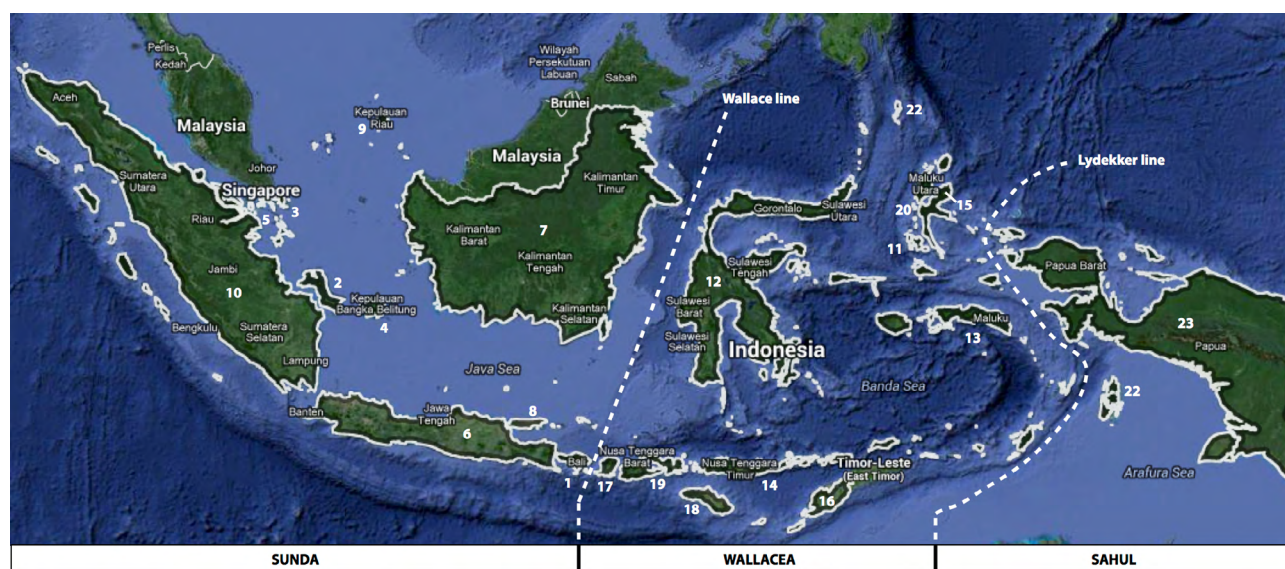 Perlis
Kedah
Aceh
Malaysia
Kepulauan
Riau
9
Wilayah
Persekutuan
Labuan
Sabah
Brunei
Wallace line
22
Lydekker line
Malaysia
Johor
Singapore
3
5
Sumatera
Utara
Riau
Kalimantan
Timur
Kalimantan
Barat
7
Kalimantan
Tengah
Kalimantan
Selatan
Gorontalo
Sulawesi
Utara
Maluku
Utara
15
20
11
Jambi
10
2
Kepulauan
Bangka Belitung
4
Bengkulu
Sumatera
Selatan
Lampung
Sulawesi
Tengah
12
Sulawesi
Barat
Sulawesi
Selatan
Indonesia
Maluku
13
Papua Barat
23
Papua
Java Sea
Banda Sea
22
Banten
Jawa
Tengah
6
8
Bali
1
17
Nusa Tenggara
Barat
19
Nusa Tenggara
Timur
14
18
Timor-Leste
(East Timor)
16
Arafura Sea
SUNDA
WALLACEA
SAHUL